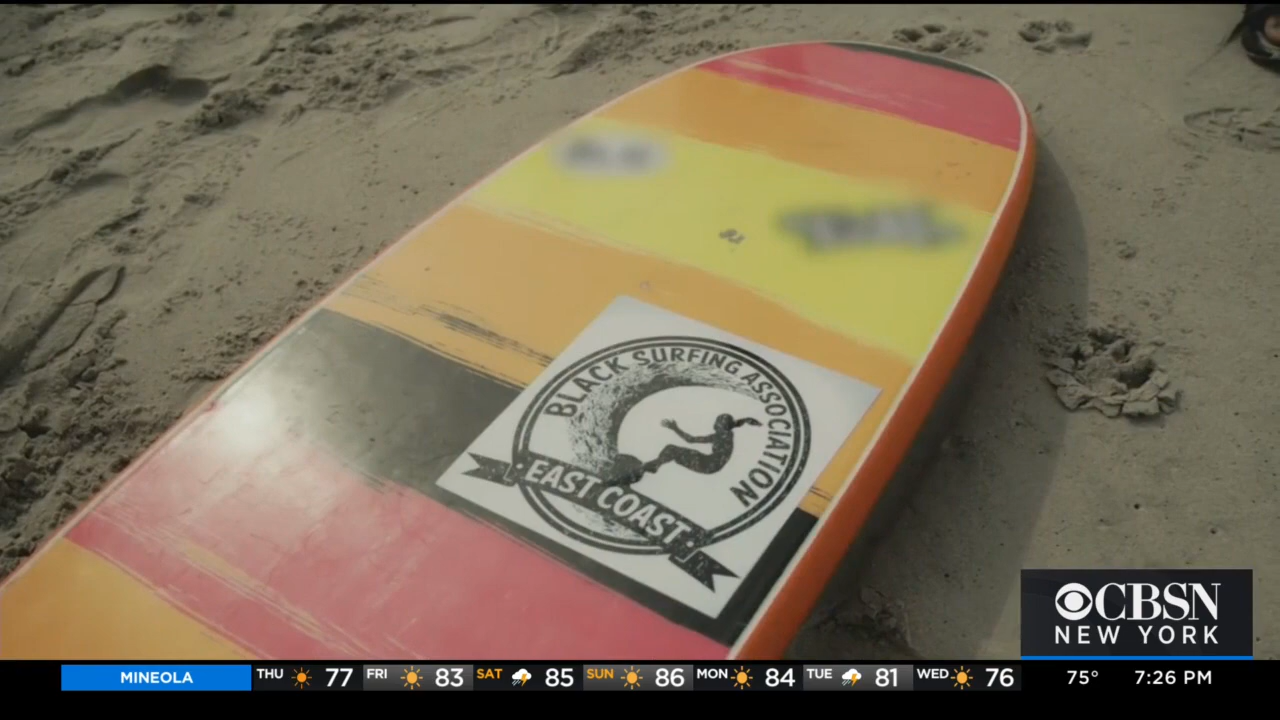 BLACK SURFING ASSOCIATION
EAST COAST
CBSN
NEW YORK
MINEOLA THU 77 FRI 83 SAT 85 SUN 86 MON 84 TUE 81 WED 76 75° 7:26 PM